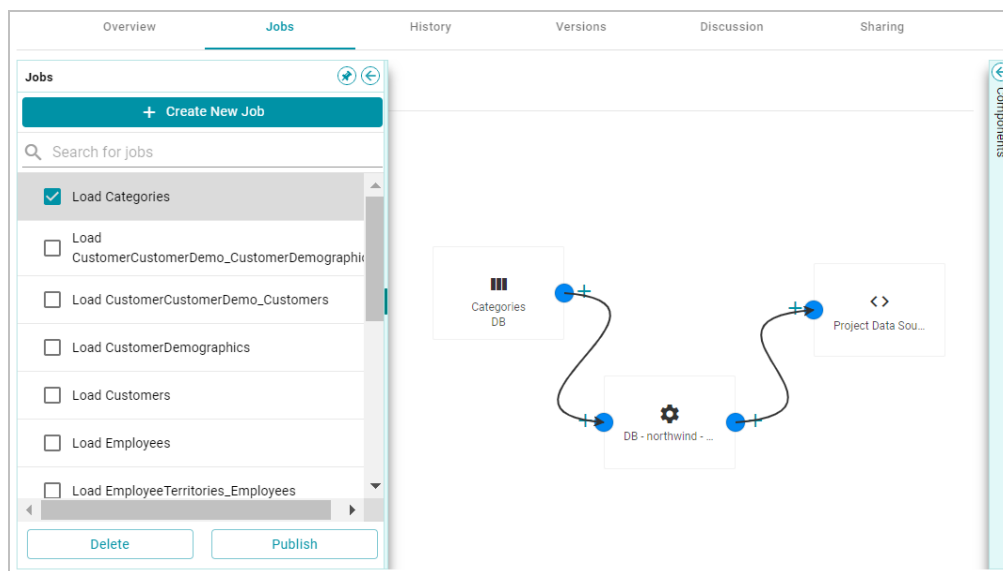 Overview Jobs History Versions Discussion Sharing
Jobs
+ Create New Job
Search for jobs
Load Categories
Load
CustomerCustomerDemo_CustomerDemographi
Load CustomerCustomerDemo_Customers
Load CustomerDemographics
Load Customers
Load Employees
Load EmployeeTerritories_Employees
Delete Publish
Categories
DB
DB - northwind - ...
Project Data Sou...
Components